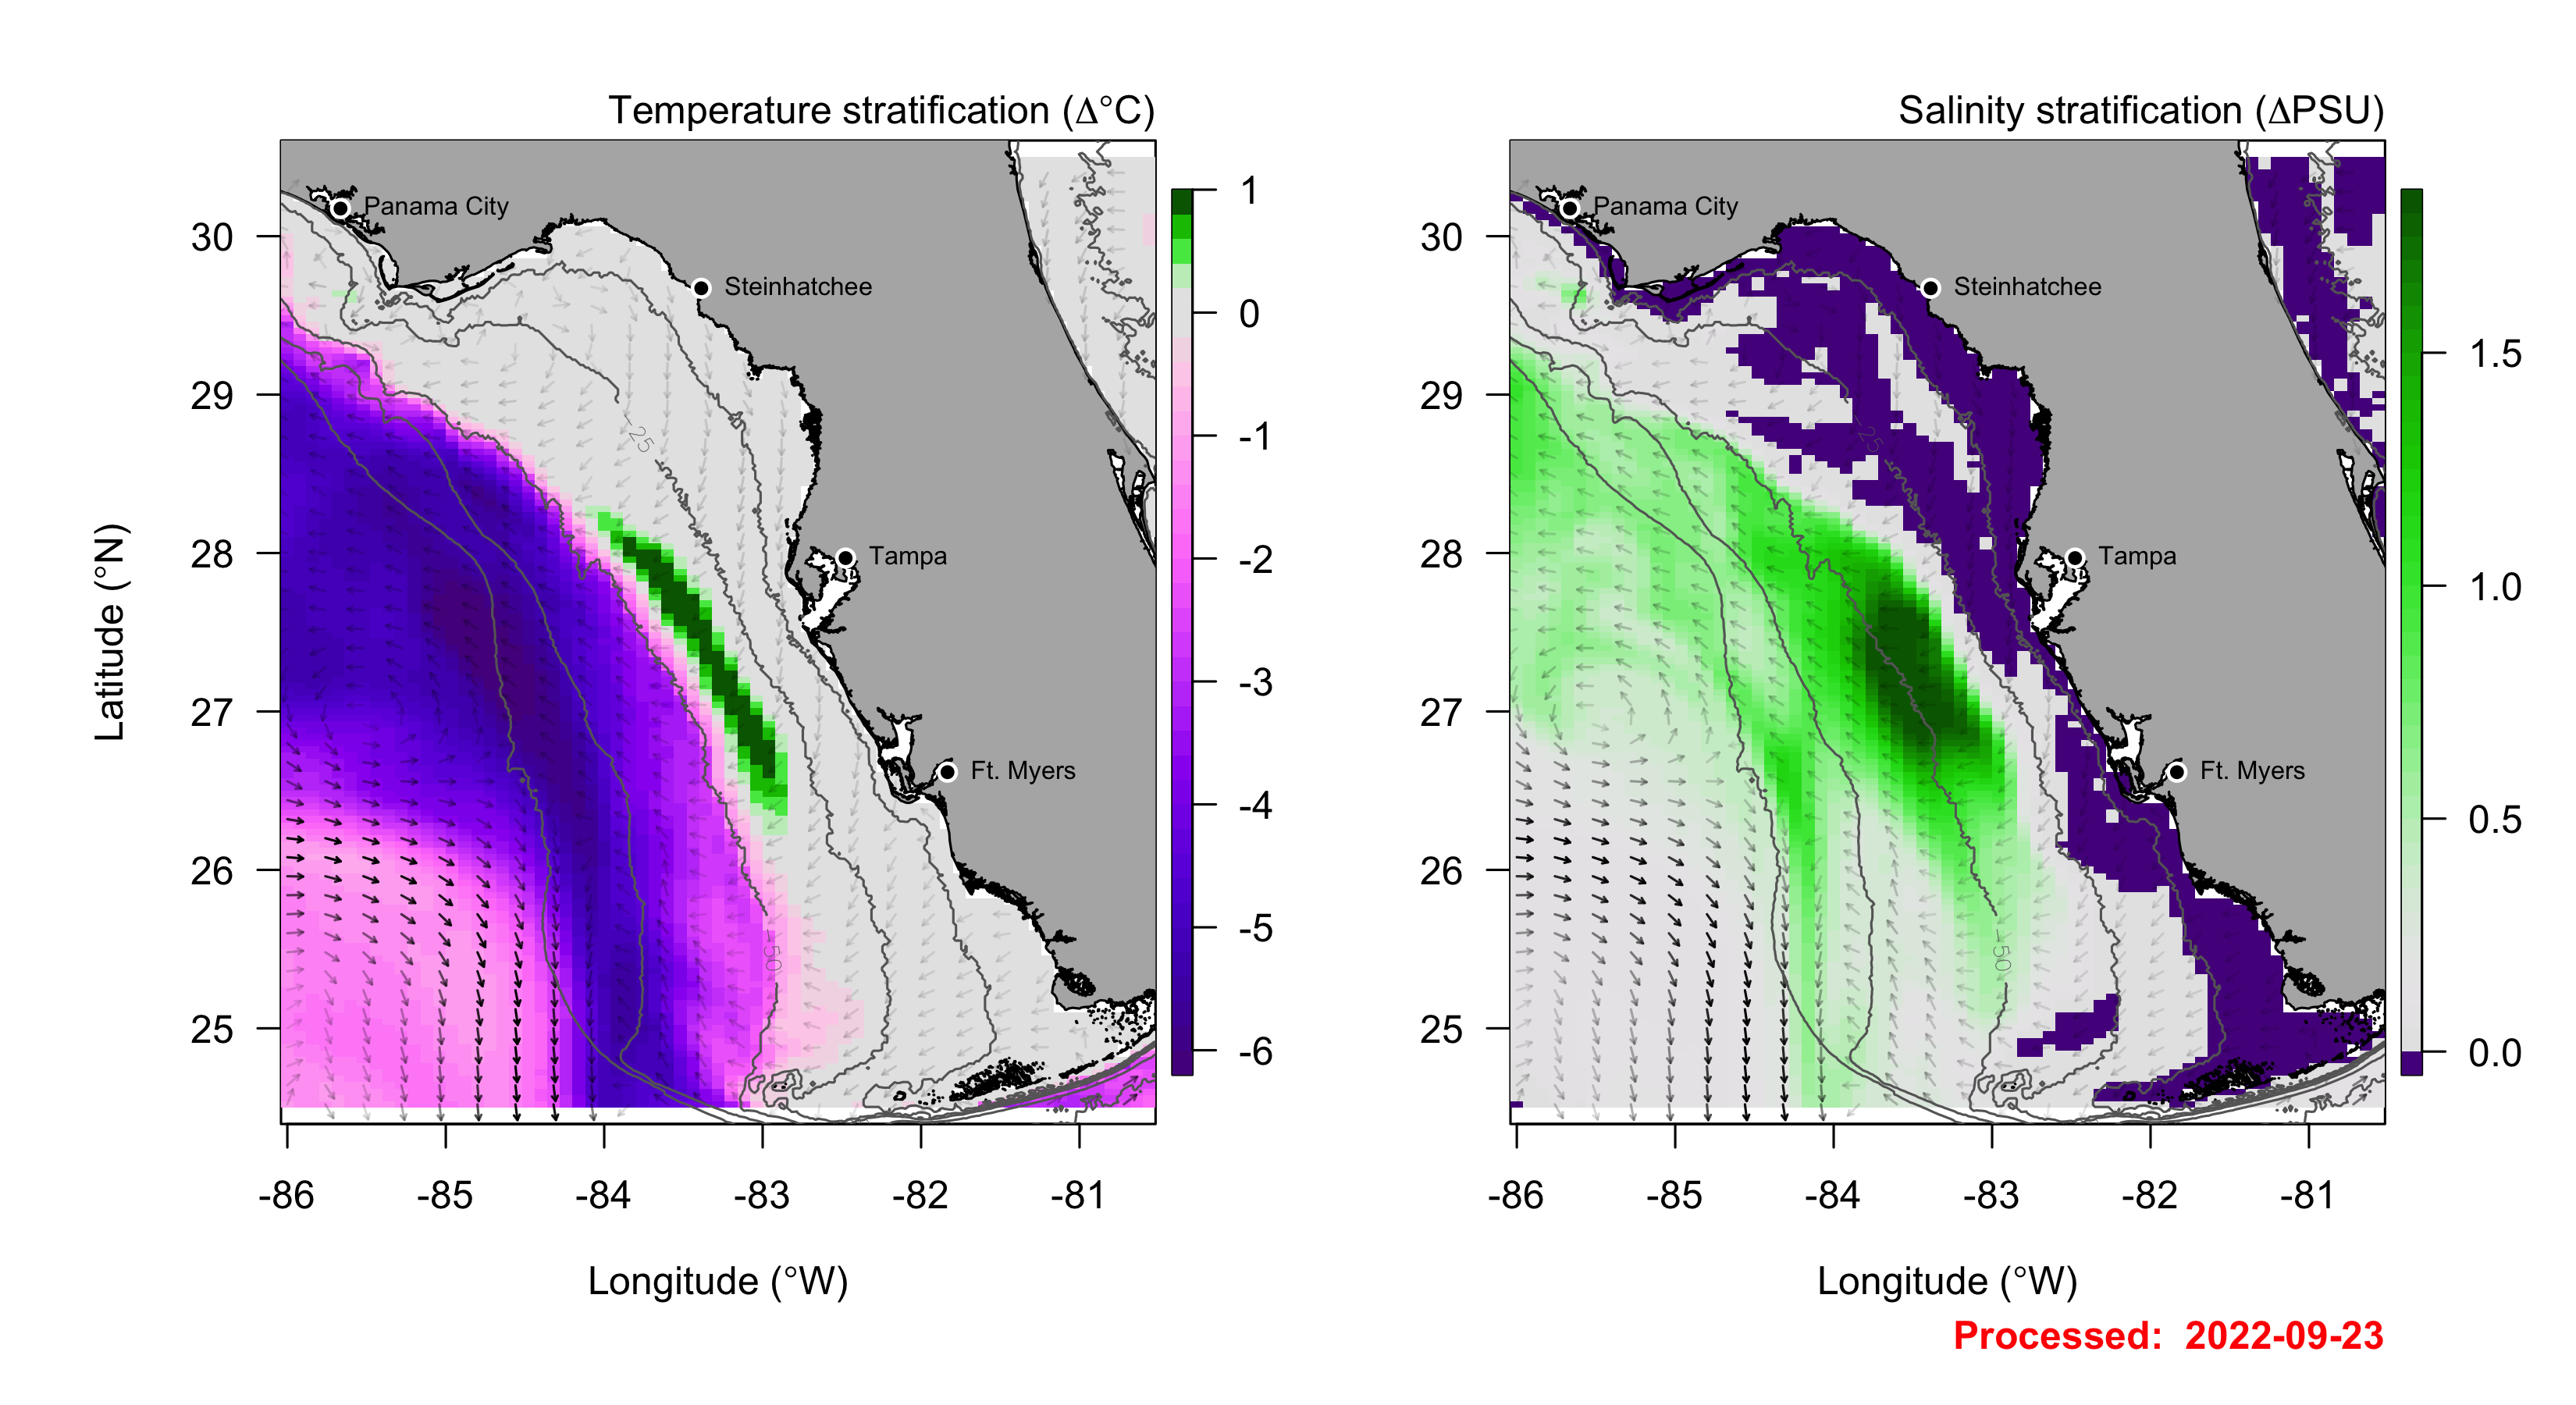 Temperature stratification (Δ°C)
Salinity stratification (ΔPSU)
Panama City
Steinhatchee
Tampa
Ft. Myers
-25
-50
Latitude (°N)
30
29
28
27
26
25
-86
-85
-84
-83
-82
-81
Longitude (°W)
1
0
-1
-2
-3
-4
-5
-6
Panama City
Steinhatchee
Tampa
Ft. Myers
-25
-50
30
29
28
27
26
25
-86
-85
-84
-83
-82
-81
Longitude (°W)
1.5
1.0
0.5
0.0
Processed: 2022-09-23